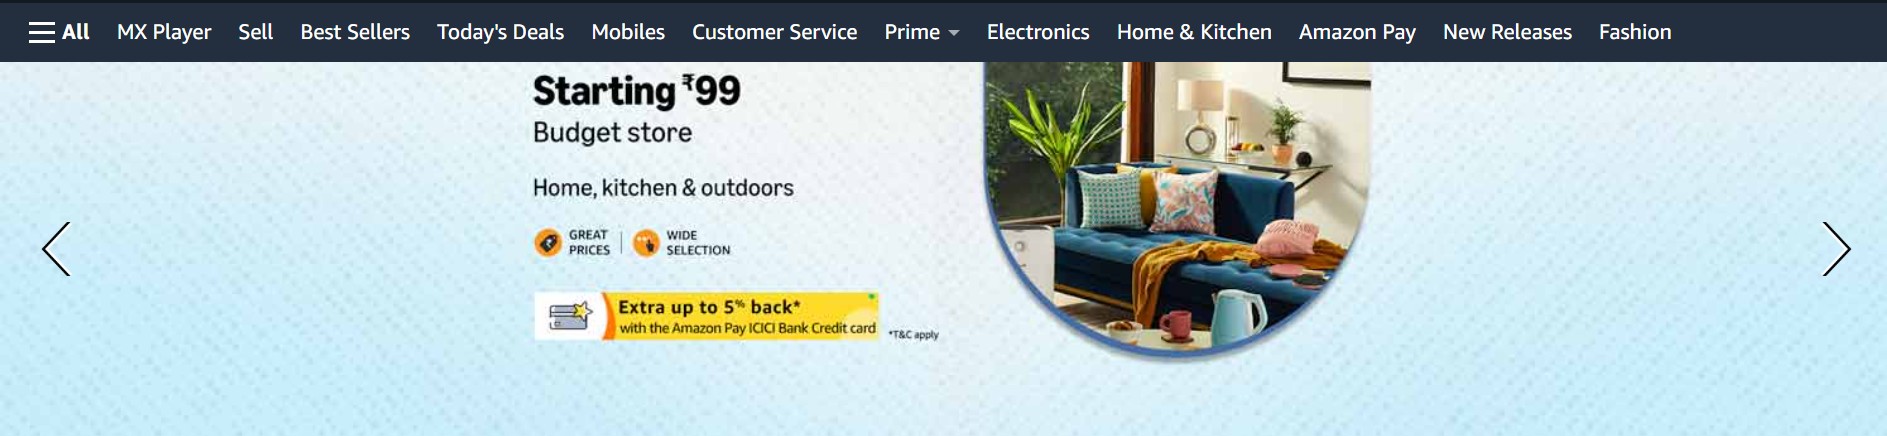 All MX Player Sell Best Sellers Today's Deals Mobiles Customer Service Prime Electronics Home & Kitchen Amazon Pay New Releases Fashion
Starting ₹99
Budget store
Home, kitchen & outdoors
GREAT PRICES
WIDE SELECTION
Extra up to 5% back*
with the Amazon Pay ICICI Bank Credit card
*T&C apply